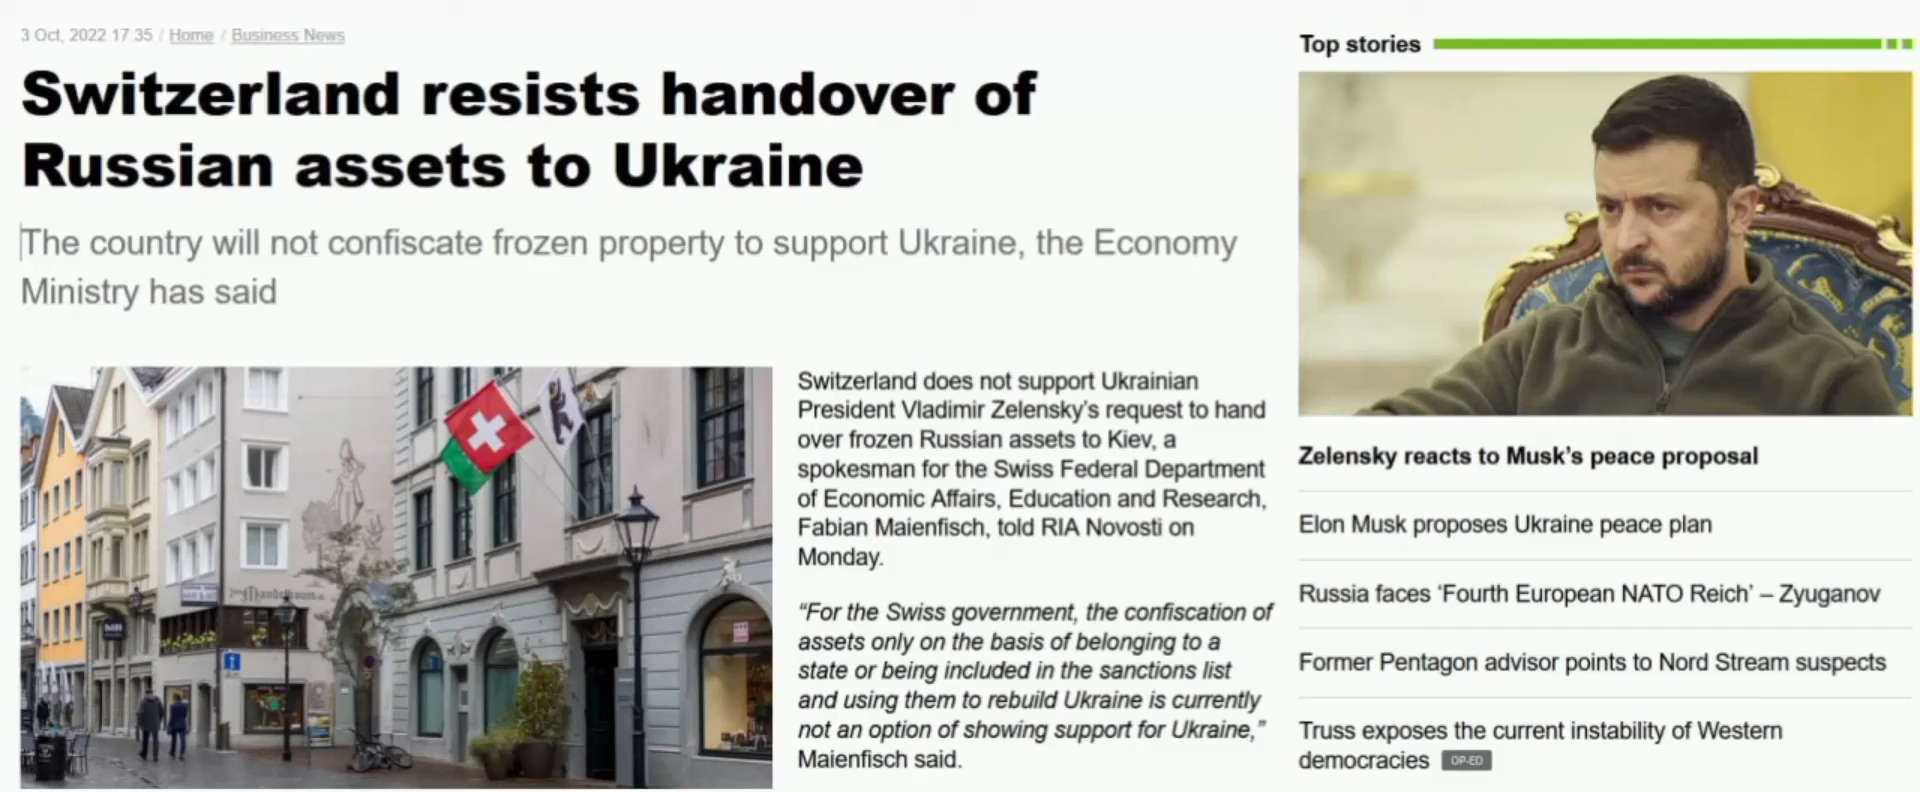 3 Oct, 2022 17:35 / Home / Business News
Switzerland resists handover of
Russian assets to Ukraine
The country will not confiscate frozen property to support Ukraine, the Economy
Ministry has said
Switzerland does not support Ukrainian
President Vladimir Zelensky's request to hand
over frozen Russian assets to Kiev, a
spokesman for the Swiss Federal Department
of Economic Affairs, Education and Research,
Fabian Maienfisch, told RIA Novosti on
Monday.
“For the Swiss government, the confiscation of
assets only on the basis of belonging to a
state or being included in the sanctions list
and using them to rebuild Ukraine is currently
not an option of showing support for Ukraine,”
Maienfisch said.
Top stories
Zelensky reacts to Musk's peace proposal
Elon Musk proposes Ukraine peace plan
Russia faces ‘Fourth European NATO Reich’ – Zyuganov
Former Pentagon advisor points to Nord Stream suspects
Truss exposes the current instability of Western
democracies OP-ED